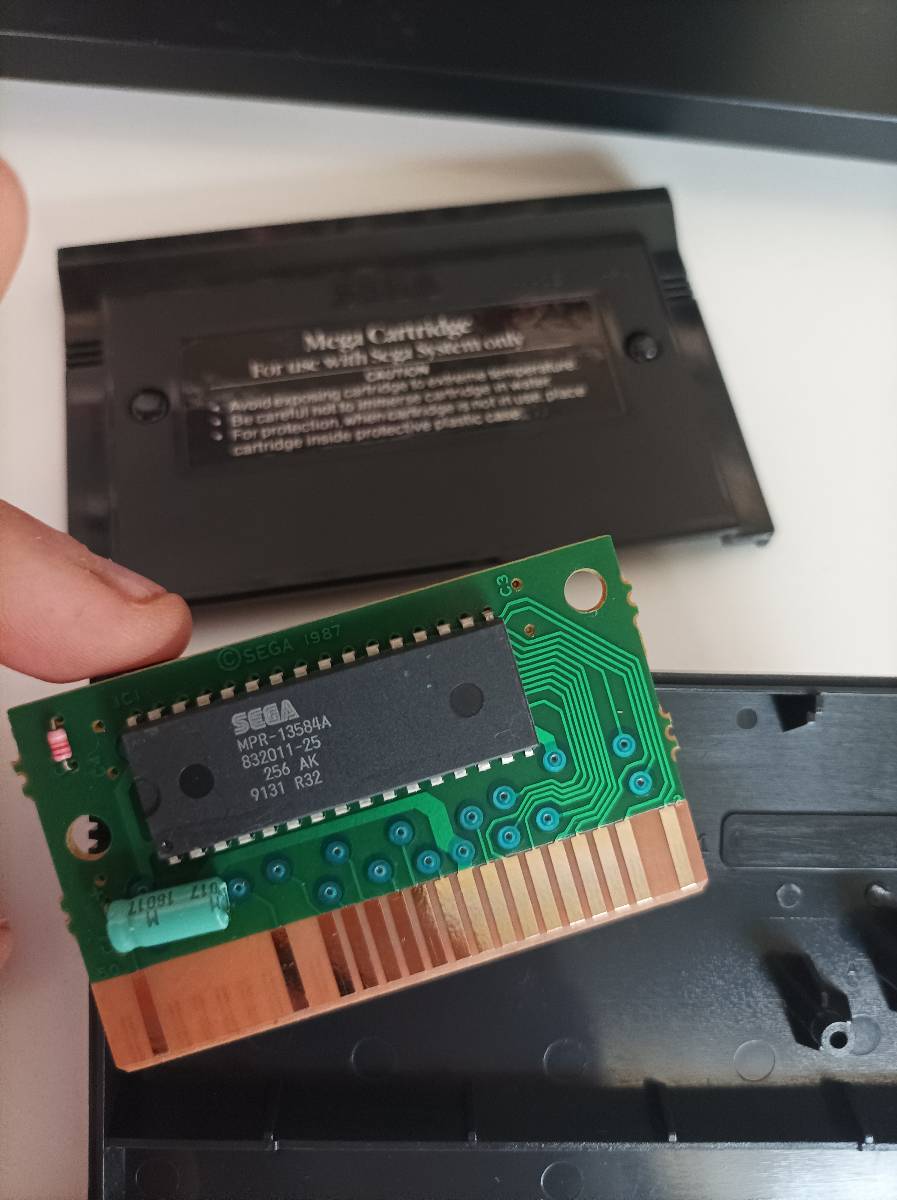 Mega Cartridge
For use with Sega System only
CAUTION
• Avoid exposing cartridge to extreme temperature.
• Be careful not to immerse cartridge in water.
• For protection, when cartridge is not in use, place
cartridge inside protective plastic case.
C3
©SEGA 1987
IC1
SEGA
MPR-13584A
832011-25
256 AK
9131 R32
M
16017
M